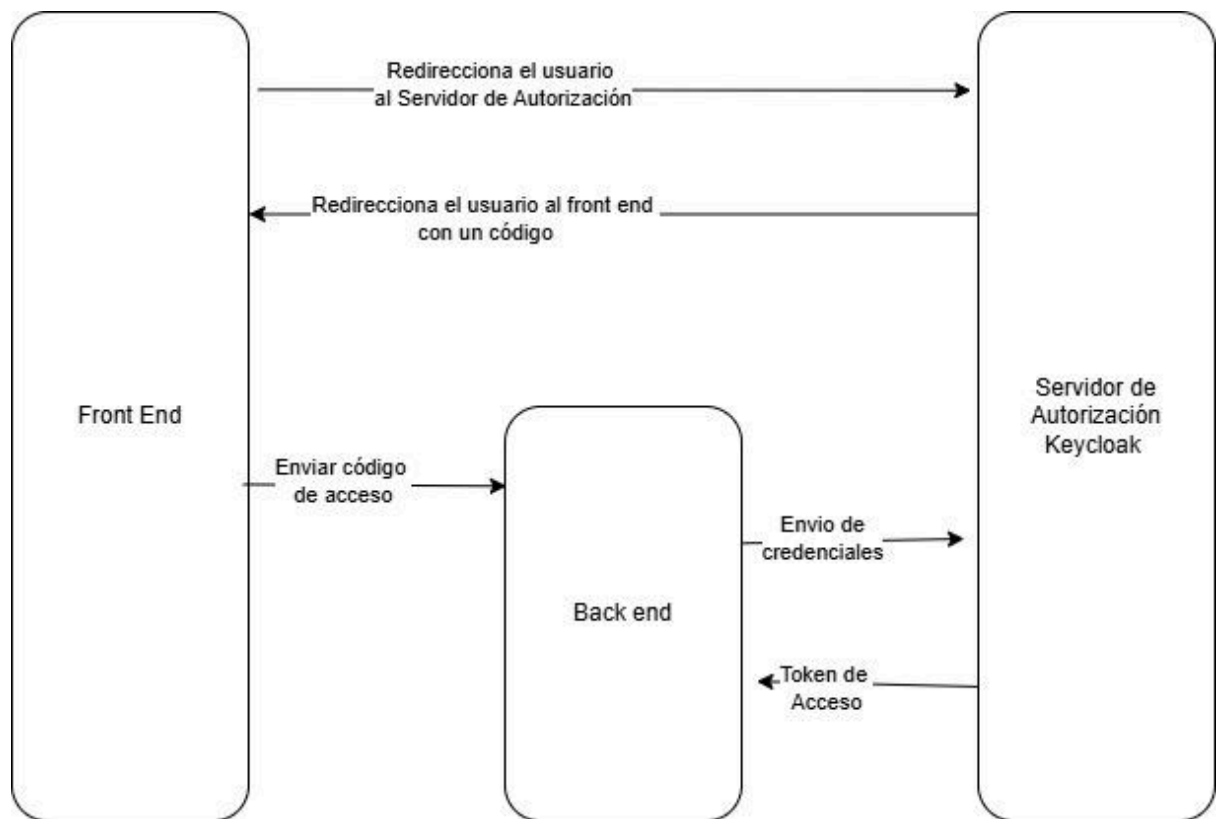 Redirecciona el usuario
al Servidor de Autorización
Redirecciona el usuario al front end
con un código
Front End
Servidor de
Autorización
Keycloak
Enviar código
de acceso
Envio de
credenciales
Back end
Token de
Acceso